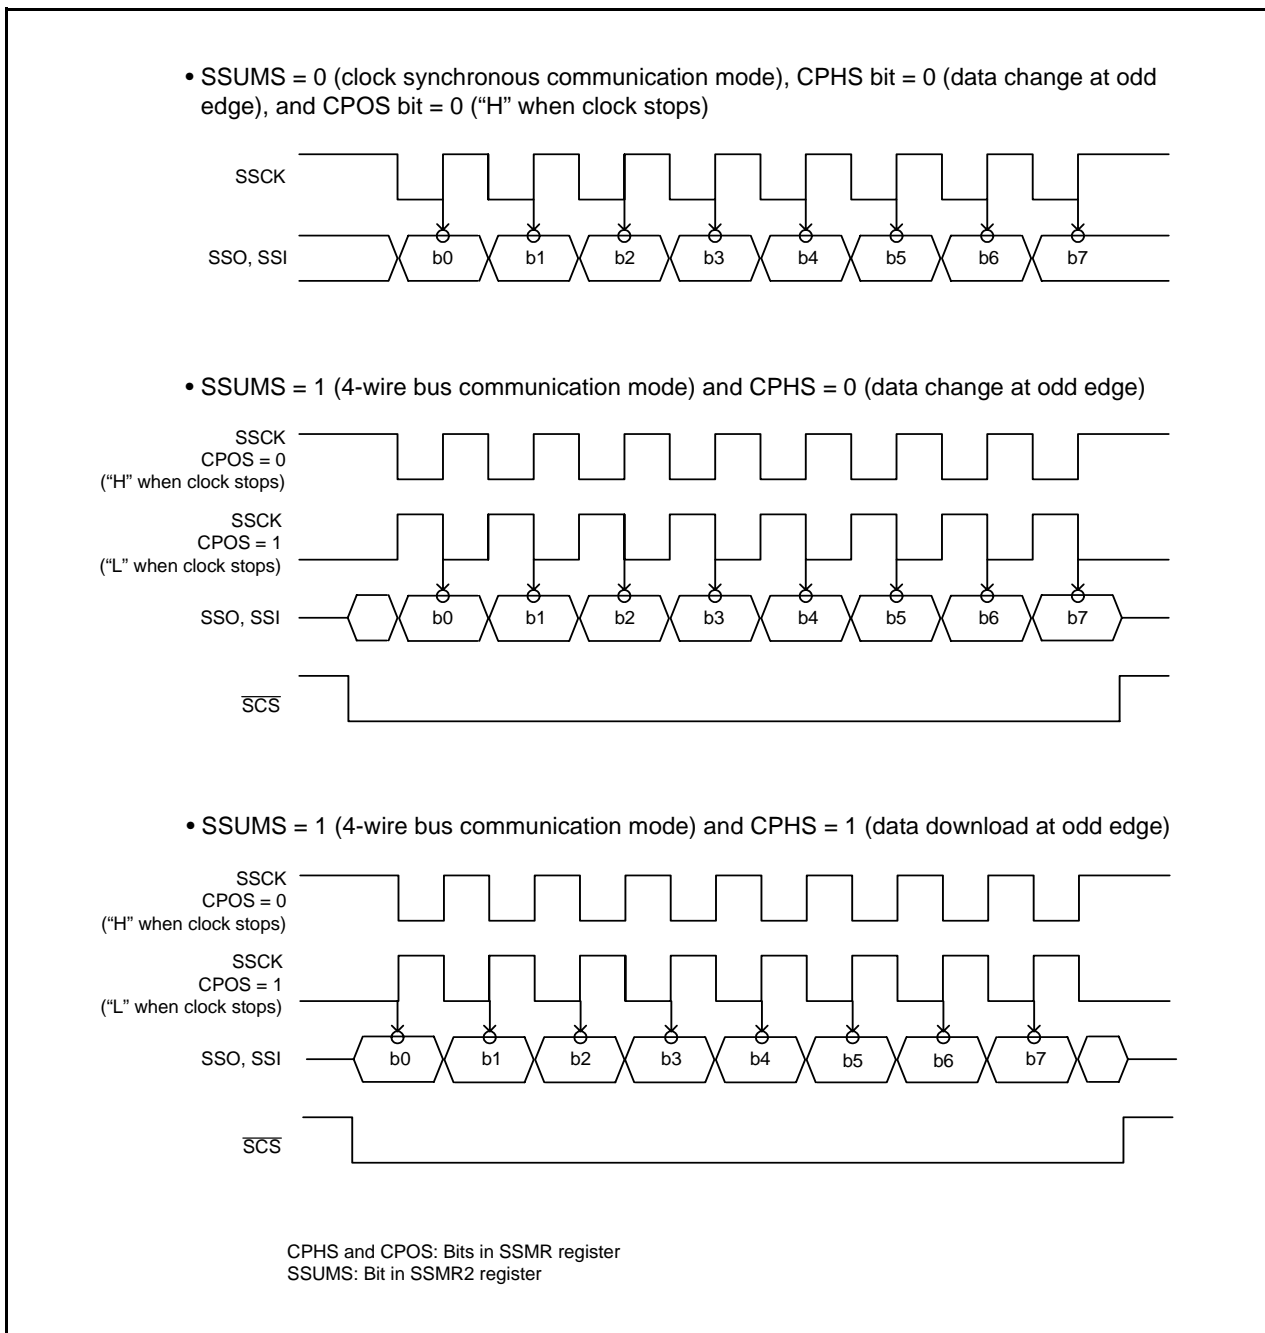 • SSUMS = 0 (clock synchronous communication mode), CPHS bit = 0 (data change at odd
edge), and CPOS bit = 0 (“H” when clock stops)
SSCK
SSO, SSI
b0 b1 b2 b3 b4 b5 b6 b7
• SSUMS = 1 (4-wire bus communication mode) and CPHS = 0 (data change at odd edge)
SSCK
CPOS = 0
(“H” when clock stops)
SSCK
CPOS = 1
(“L” when clock stops)
SSO, SSI
b0 b1 b2 b3 b4 b5 b6 b7
SCS
• SSUMS = 1 (4-wire bus communication mode) and CPHS = 1 (data download at odd edge)
SSCK
CPOS = 0
(“H” when clock stops)
SSCK
CPOS = 1
(“L” when clock stops)
SSO, SSI
b0 b1 b2 b3 b4 b5 b6 b7
SCS
CPHS and CPOS: Bits in SSMR register
SSUMS: Bit in SSMR2 register